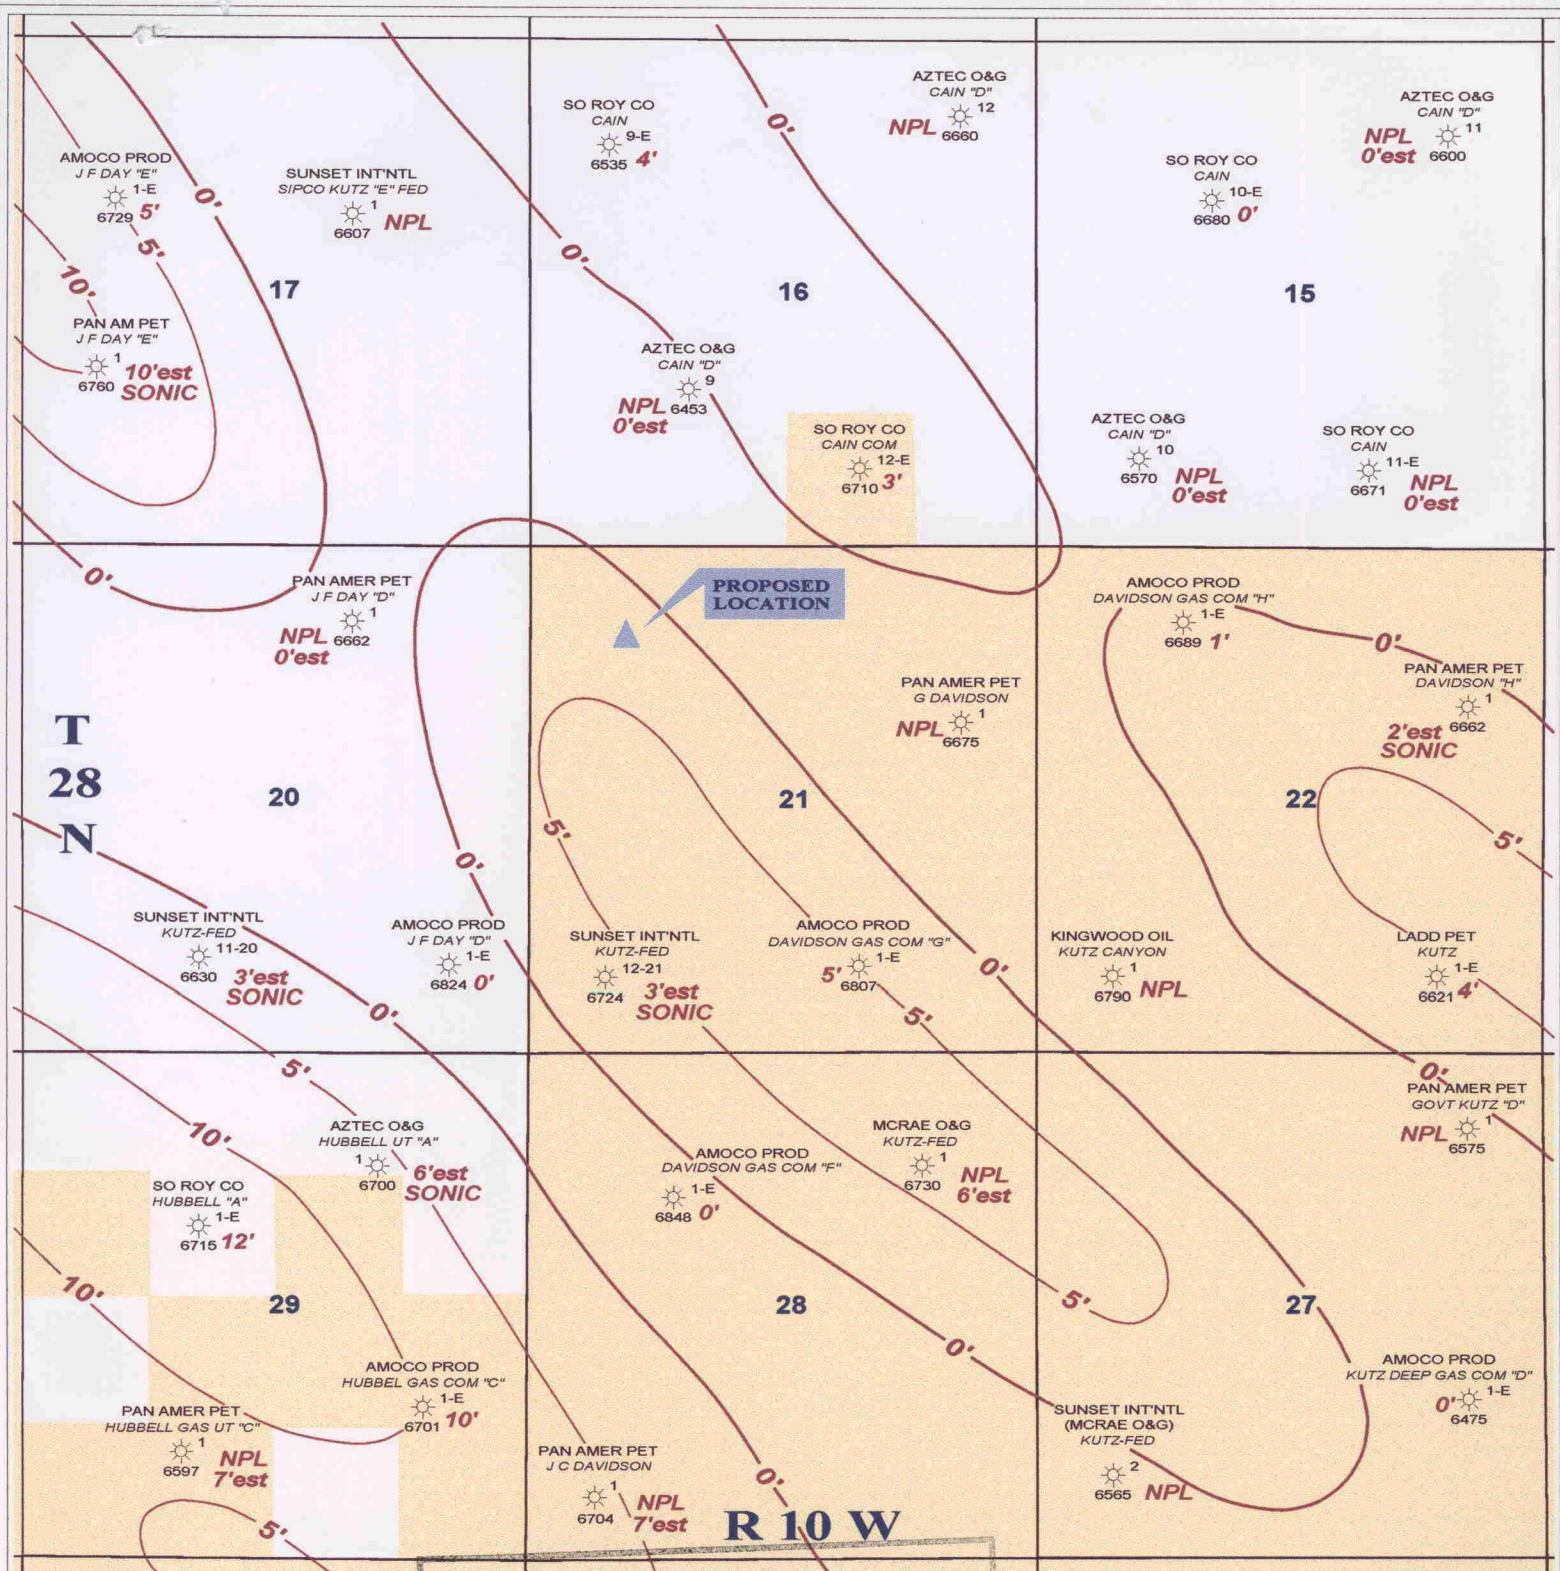 0'
0'
0'
AMOCO PROD
J F DAY "E"
1-E
6729 5'
SUNSET INT'NTL
SIPCO KUTZ "E" FED
1
6607 NPL
SO ROY CO
CAIN
9-E
6535 4'
AZTEC O&G
CAIN "D"
12
NPL 6660
SO ROY CO
CAIN
10-E
6680 0'
AZTEC O&G
CAIN "D"
11
NPL
0'est 6600
5'
10'
0'
17
16
15
PAN AM PET
J F DAY "E"
1
6760 10'est
SONIC
AZTEC O&G
CAIN "D"
9
NPL 6453
0'est
SO ROY CO
CAIN COM
12-E
6710 3'
AZTEC O&G
CAIN "D"
10
6570 NPL
0'est
SO ROY CO
CAIN
11-E
6671 NPL
0'est
0'
PAN AMER PET
J F DAY "D"
1
NPL 6662
0'est
PROPOSED
LOCATION
AMOCO PROD
DAVIDSON GAS COM "H"
1-E
6689 1'
0'
PAN AMER PET
DAVIDSON "H"
1
6662
2'est
SONIC
PAN AMER PET
G DAVIDSON
1
NPL 6675
T
28
N
20
21
22
5'
5'
0'
SUNSET INT'NTL
KUTZ-FED
11-20
6630 3'est
SONIC
AMOCO PROD
J F DAY "D"
1-E
6824 0'
SUNSET INT'NTL
KUTZ-FED
12-21
6724 3'est
SONIC
AMOCO PROD
DAVIDSON GAS COM "G"
1-E
5' 6807
5'
0'
KINGWOOD OIL
KUTZ CANYON
1
6790 NPL
LADD PET
KUTZ
1-E
6621 4'
0'
5'
0'
10'
AZTEC O&G
HUBBELL UT "A"
1
6700 6'est
SONIC
SO ROY CO
HUBBELL "A"
1-E
6715 12'
AMOCO PROD
DAVIDSON GAS COM "F"
1-E
6848 0'
MCRAE O&G
KUTZ-FED
1
6730 NPL
6'est
PAN AMER PET
GOVT KUTZ "D"
1
NPL 6575
10'
29
28
27
5'
0'
AMOCO PROD
HUBBEL GAS COM "C"
1-E
6701 10'
PAN AMER PET
HUBBELL GAS UT "C"
1
6597 NPL
7'est
PAN AMER PET
J C DAVIDSON
1
6704 NPL
7'est
SUNSET INT'NTL
(MCRAE O&G)
KUTZ-FED
2
6565 NPL
AMOCO PROD
KUTZ DEEP GAS COM "D"
1-E
0' 6475
0'
5'
R 10 W